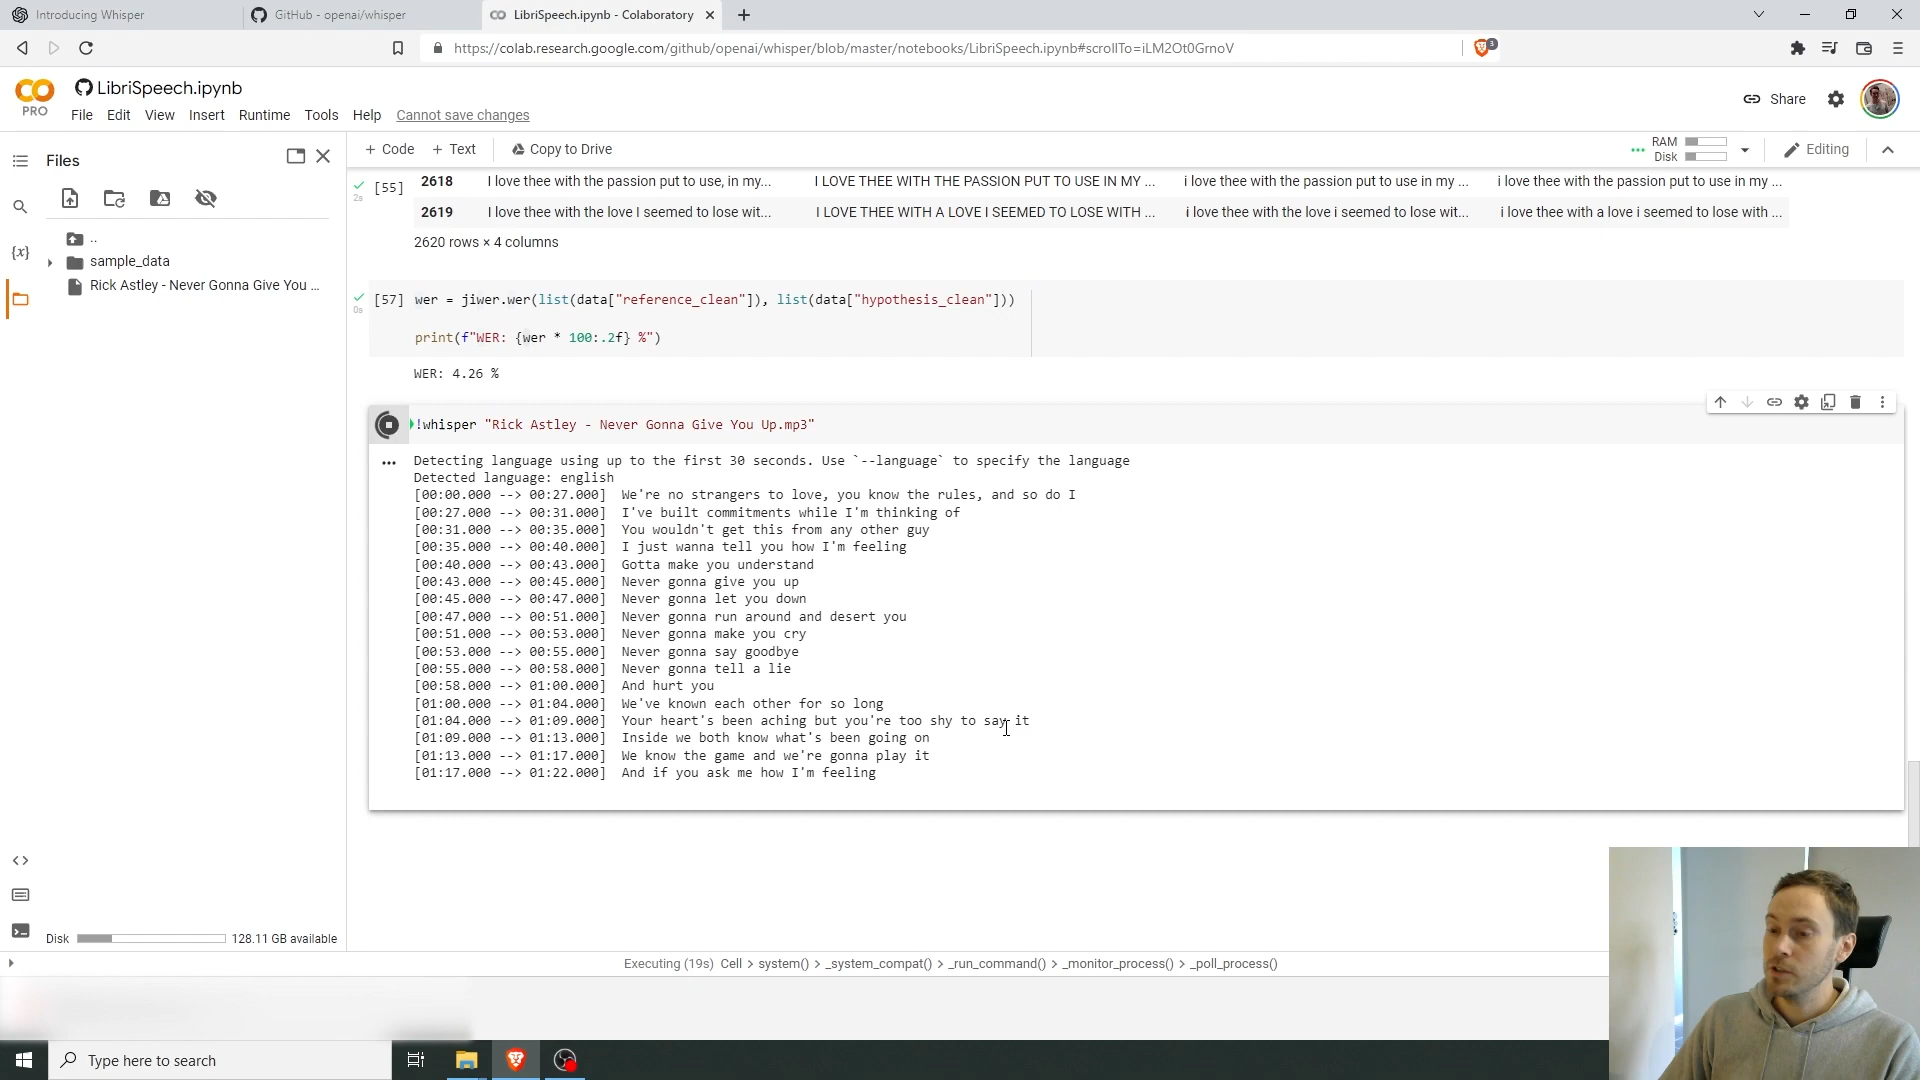 Introducing Whisper
GitHub - openai/whisper
LibriSpeech.ipynb - Colaboratory
https://colab.research.google.com/github/openai/whisper/blob/master/notebooks/LibriSpeech.ipynb#scrollTo=iLM2Ot0GrnoV
3
PRO
LibriSpeech.ipynb
File Edit View Insert Runtime Tools Help Cannot save changes
Share
Files
+ Code + Text Copy to Drive
RAM
Disk
Editing
..
sample_data
Rick Astley - Never Gonna Give You ...
{x}
2s
[55]
2618 I love thee with the passion put to use, in my... I LOVE THEE WITH THE PASSION PUT TO USE IN MY ... i love thee with the passion put to use in my ... i love thee with the passion put to use in my ...
2619 I love thee with the love I seemed to lose wit... I LOVE THEE WITH A LOVE I SEEMED TO LOSE WITH ... i love thee with the love i seemed to lose wit... i love thee with a love i seemed to lose with ...
2620 rows × 4 columns
0s
[57] wer = jiwer.wer(list(data["reference_clean"]), list(data["hypothesis_clean"]))
print(f"WER: {wer * 100:.2f} %")
WER: 4.26 %
!whisper "Rick Astley - Never Gonna Give You Up.mp3"
Detecting language using up to the first 30 seconds. Use `--language` to specify the language
Detected language: english
[00:00.000 --> 00:27.000] We're no strangers to love, you know the rules, and so do I
[00:27.000 --> 00:31.000] I've built commitments while I'm thinking of
[00:31.000 --> 00:35.000] You wouldn't get this from any other guy
[00:35.000 --> 00:40.000] I just wanna tell you how I'm feeling
[00:40.000 --> 00:43.000] Gotta make you understand
[00:43.000 --> 00:45.000] Never gonna give you up
[00:45.000 --> 00:47.000] Never gonna let you down
[00:47.000 --> 00:51.000] Never gonna run around and desert you
[00:51.000 --> 00:53.000] Never gonna make you cry
[00:53.000 --> 00:55.000] Never gonna say goodbye
[00:55.000 --> 00:58.000] Never gonna tell a lie
[00:58.000 --> 01:00.000] And hurt you
[01:00.000 --> 01:04.000] We've known each other for so long
[01:04.000 --> 01:09.000] Your heart's been aching but you're too shy to say it
[01:09.000 --> 01:13.000] Inside we both know what's been going on
[01:13.000 --> 01:17.000] We know the game and we're gonna play it
[01:17.000 --> 01:22.000] And if you ask me how I'm feeling
Disk 128.11 GB available
Executing (19s) Cell > system() > _system_compat() > _run_command() > _monitor_process() > _poll_process()
Type here to search